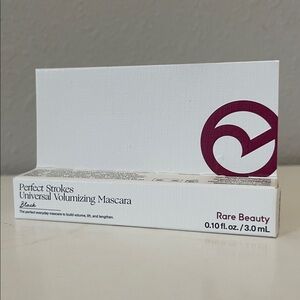 Perfect Strokes
Universal Volumizing Mascara
Black
The perfect everyday mascara to build volume, lift, and lengthen.
Rare Beauty
0.10 fl. oz. / 3.0 mL